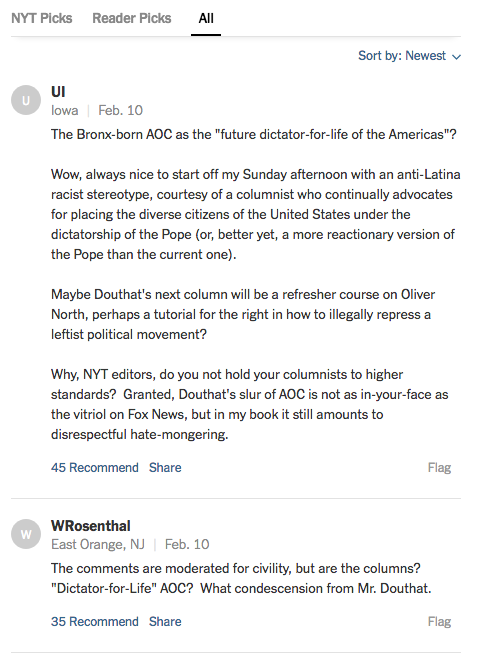 NYT Picks Reader Picks All
Sort by: Newest
U
UI
Iowa | Feb. 10
The Bronx-born AOC as the "future dictator-for-life of the Americas"?
Wow, always nice to start off my Sunday afternoon with an anti-Latina
racist stereotype, courtesy of a columnist who continually advocates
for placing the diverse citizens of the United States under the
dictatorship of the Pope (or, better yet, a more reactionary version of
the Pope than the current one).
Maybe Douthat's next column will be a refresher course on Oliver
North, perhaps a tutorial for the right in how to illegally repress a
leftist political movement?
Why, NYT editors, do you not hold your columnists to higher
standards?  Granted, Douthat's slur of AOC is not as in-your-face as
the vitriol on Fox News, but in my book it still amounts to
disrespectful hate-mongering.
45 Recommend Share Flag
W
WRosenthal
East Orange, NJ | Feb. 10
The comments are moderated for civility, but are the columns?
"Dictator-for-Life" AOC?  What condescension from Mr. Douthat.
35 Recommend Share Flag